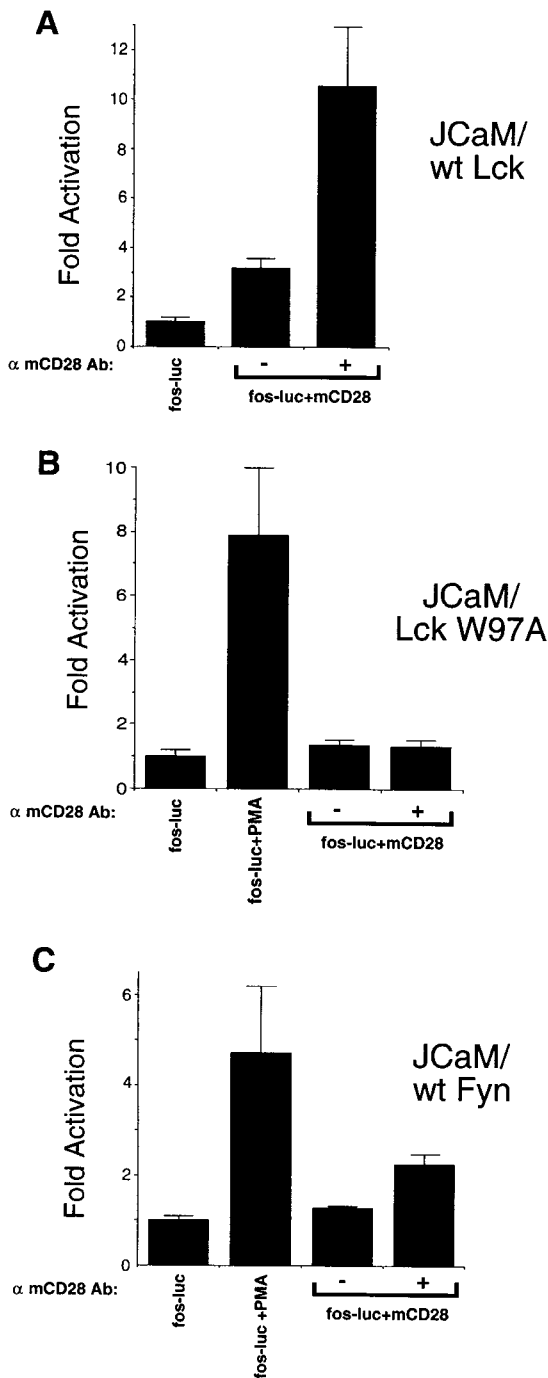 A
12
10
8
6
4
2
0
Fold Activation
JCaM/
wt Lck
α mCD28 Ab:
fos-luc
-
+
fos-luc+mCD28
B
10
8
6
4
2
0
Fold Activation
JCaM/
Lck W97A
α mCD28 Ab:
fos-luc
fos-luc+PMA
-
+
fos-luc+mCD28
C
6
4
2
0
Fold Activation
JCaM/
wt Fyn
α mCD28 Ab:
fos-luc
fos-luc +PMA
-
+
fos-luc+mCD28